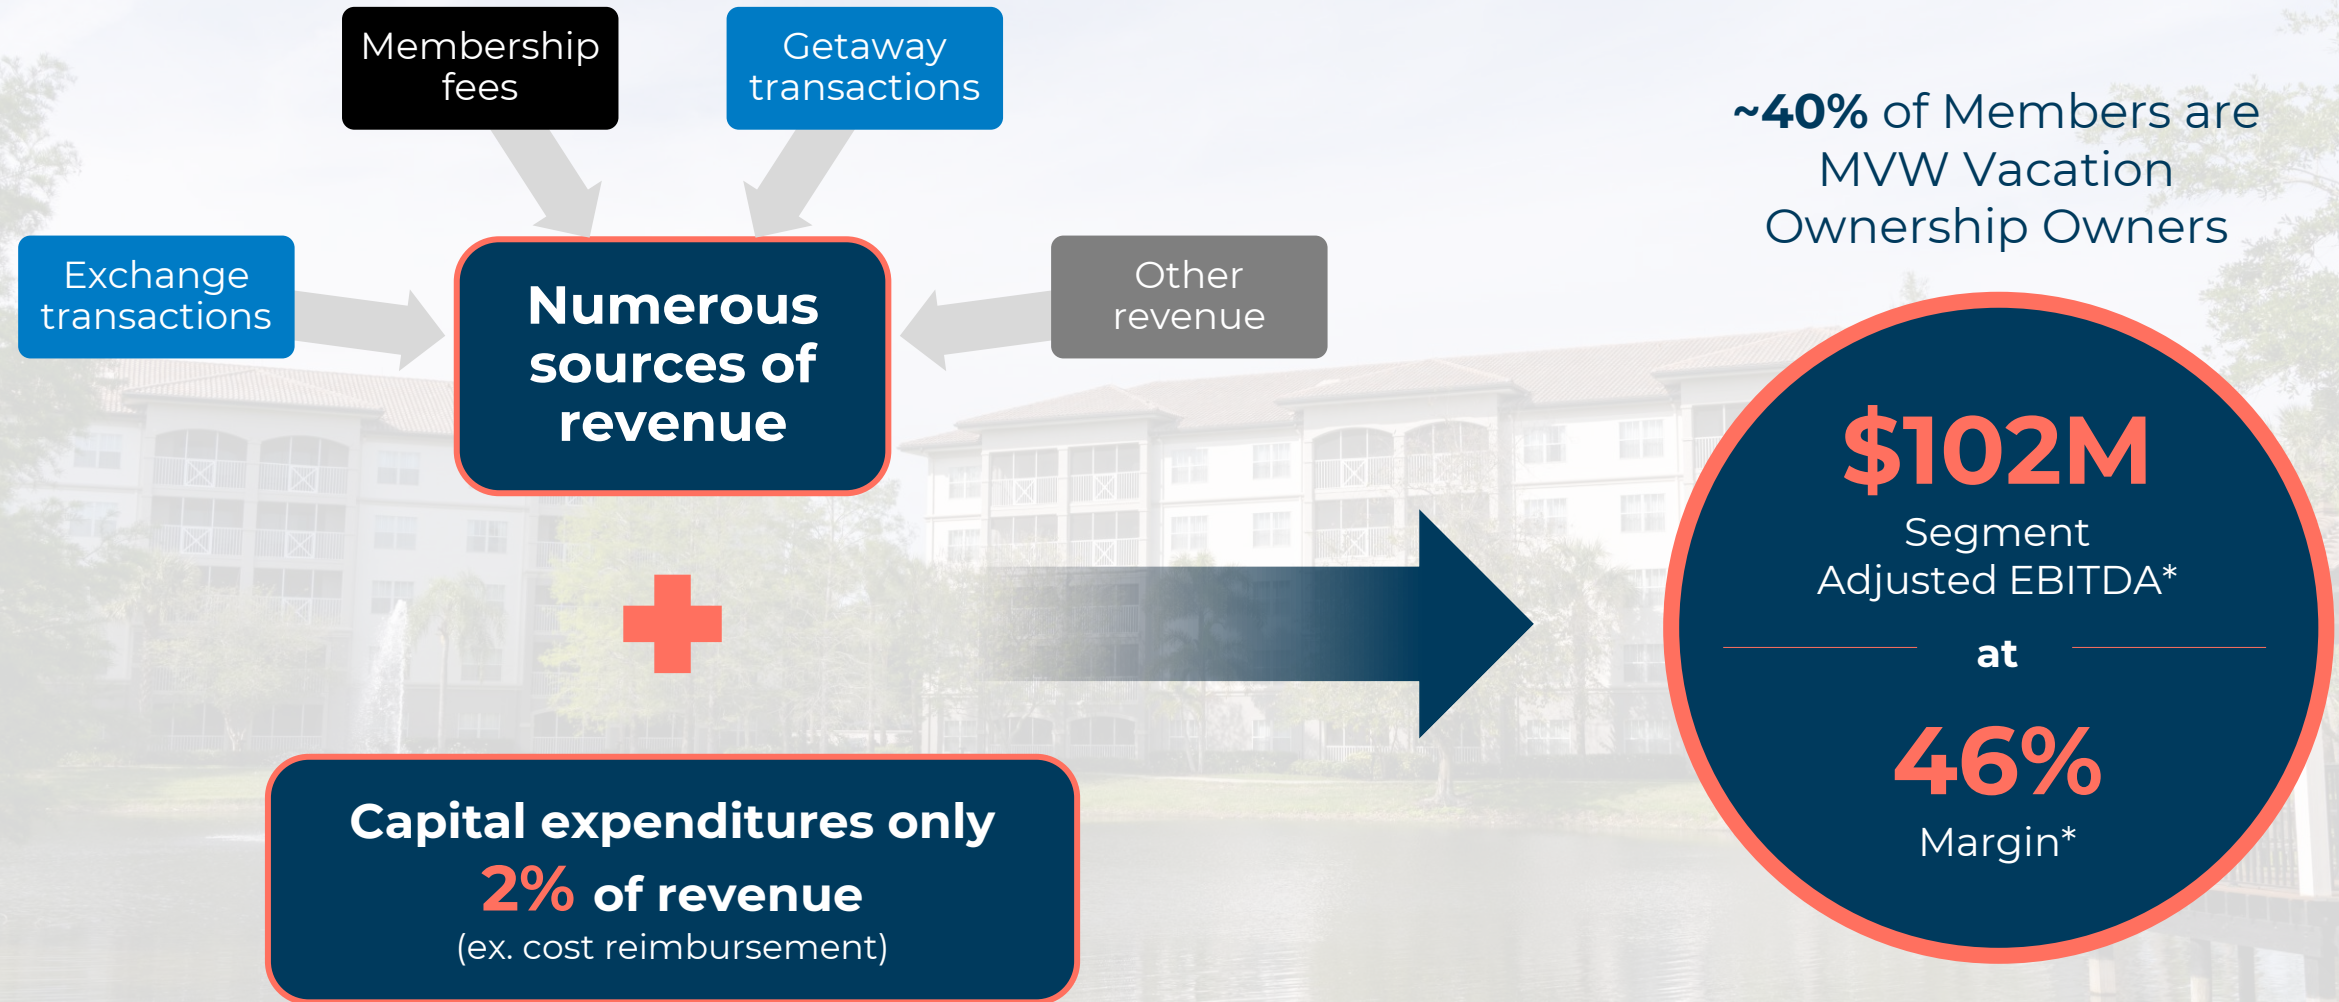 Membership
fees
Getaway
transactions
Exchange
transactions
Other
revenue
Numerous
sources of
revenue
Capital expenditures only
2% of revenue
(ex. cost reimbursement)
~40% of Members are
MVW Vacation
Ownership Owners
$102M
Segment
Adjusted EBITDA*
at
46%
Margin*